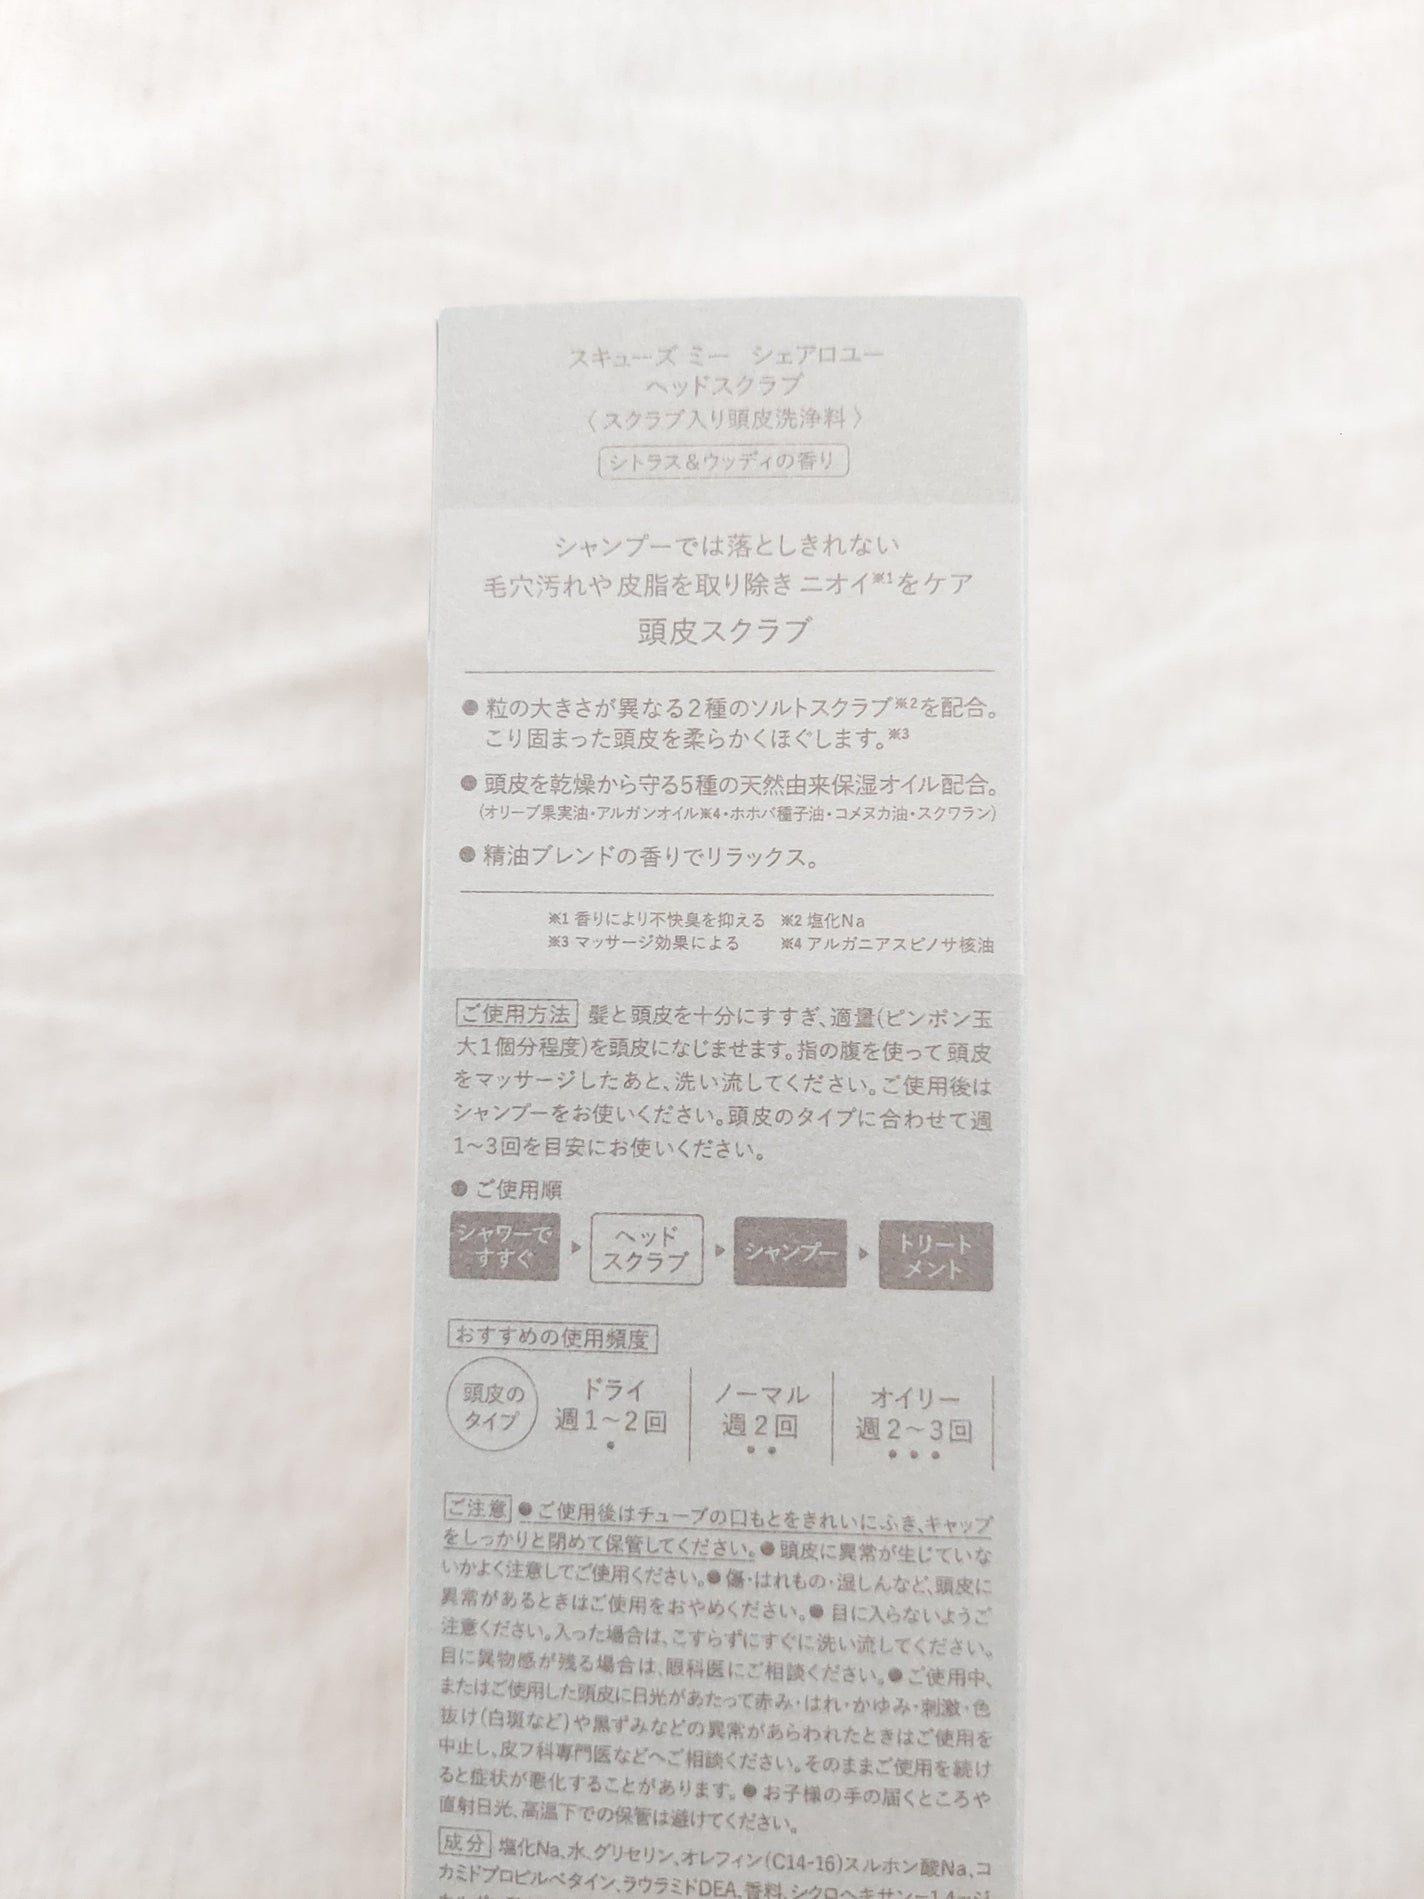 スキューズ ミー シェアロユー
ヘッドスクラブ
〈スクラブ入り頭皮洗浄料〉
シトラス&ウッディの香り
シャンプーでは落としきれない
毛穴汚れや皮脂を取り除きニオイ※1をケア
頭皮スクラブ
●粒の大きさが異なる2種のソルトスクラブ※2を配合。
こり固まった頭皮を柔らかくほぐします。※3
●頭皮を乾燥から守る5種の天然由来保湿オイル配合。
(オリーブ果実油・アルガンオイル※4・ホホバ種子油・コメヌカ油・スクワラン)
●精油ブレンドの香りでリラックス。
※1 香りにより不快臭を抑える ※2 塩化Na
※3 マッサージ効果による ※4 アルガニアスピノサ核油
ご使用方法 髪と頭皮を十分にすすぎ、適量(ピンポン玉
大1個分程度)を頭皮になじませます。指の腹を使って頭皮
をマッサージしたあと、洗い流してください。ご使用後は
シャンプーをお使いください。頭皮のタイプに合わせて週
1~3回を目安にお使いください。
●ご使用順
シャワーで
すすぐ
▶
ヘッド
スクラブ
▶
シャンプー
▶
トリート
メント
おすすめの使用頻度
頭皮の
タイプ
ドライ
週1~2回
ノーマル
週2回
オイリー
週2~3回
ご注意 ●ご使用後はチューブの口もとをきれいにふき、キャップ
をしっかりと閉めて保管してください。●頭皮に異常が生じていな
いかよく注意してご使用ください。●傷・はれもの・湿しんなど、頭皮に
異常があるときはご使用をおやめください。●目に入らないようご
注意ください。入った場合は、こすらずにすぐに洗い流してください。
目に異物感が残る場合は、眼科医にご相談ください。●ご使用中、
またはご使用した頭皮に日光があたって赤み・はれ・かゆみ・刺激・色
抜け(白斑など)や黒ずみなどの異常があらわれたときはご使用を
中止し、皮フ科専門医などへご相談ください。そのままご使用を続け
ると症状が悪化することがあります。●お子様の手の届くところや
直射日光、高温下での保管は避けてください。
成分 塩化Na、水、グリセリン、オレフィン(C14-16)スルホン酸Na、コ
カミドプロピルベタイン、ラウラミドDEA、香料、シクロヘキサン-1,4-ジ